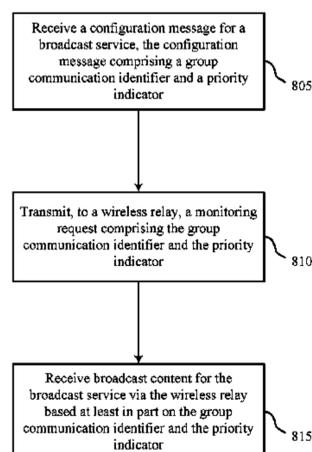 Receive a configuration message for a
broadcast service, the configuration
message comprising a group
communication identifier and a priority
indicator
805
Transmit, to a wireless relay, a monitoring
request comprising the group
communication identifier and the priority
indicator
810
Receive broadcast content for the
broadcast service via the wireless relay
based at least in part on the group
communication identifier and the priority
indicator
815